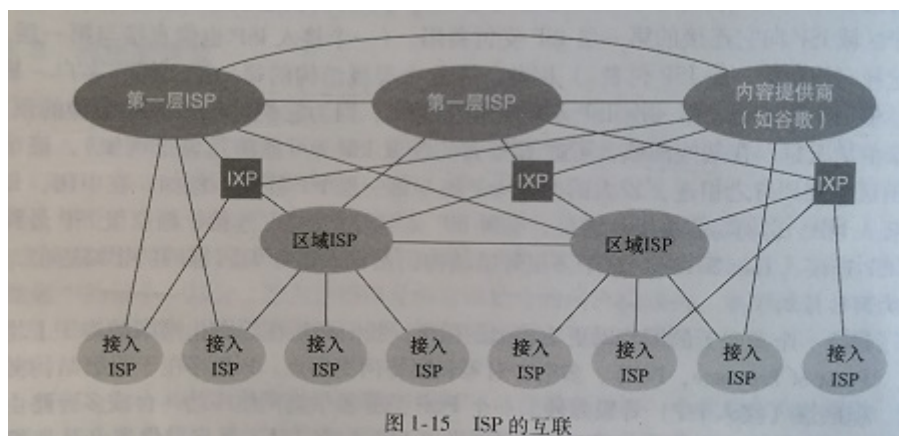 第一层ISP
第一层ISP
内容提供商
（如谷歌）
IXP
IXP
IXP
区域ISP
区域ISP
接入
ISP
接入
ISP
接入
ISP
接入
ISP
接入
ISP
接入
ISP
接入
ISP
接入
ISP
图 1-15 ISP 的互联